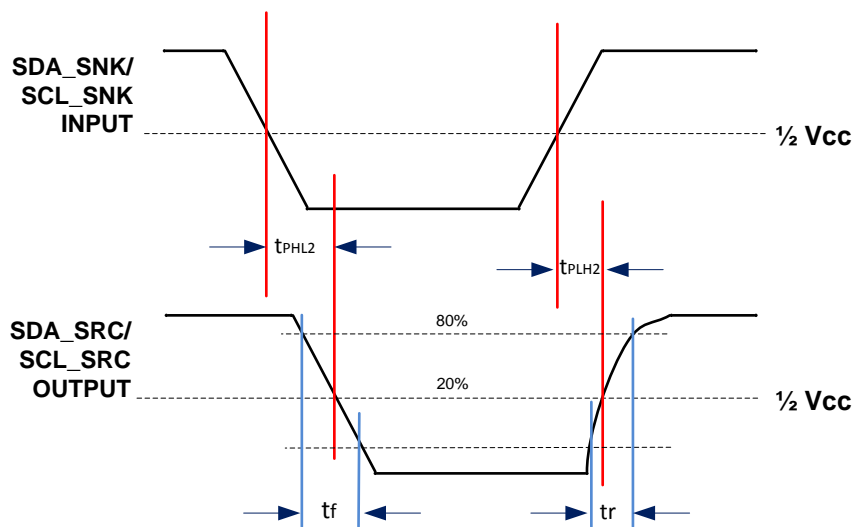 SDA_SNK/
SCL_SNK
INPUT
½ Vcc
tPHL2
tPLH2
SDA_SRC/
SCL_SRC
OUTPUT
80%
20%
½ Vcc
tf
tr